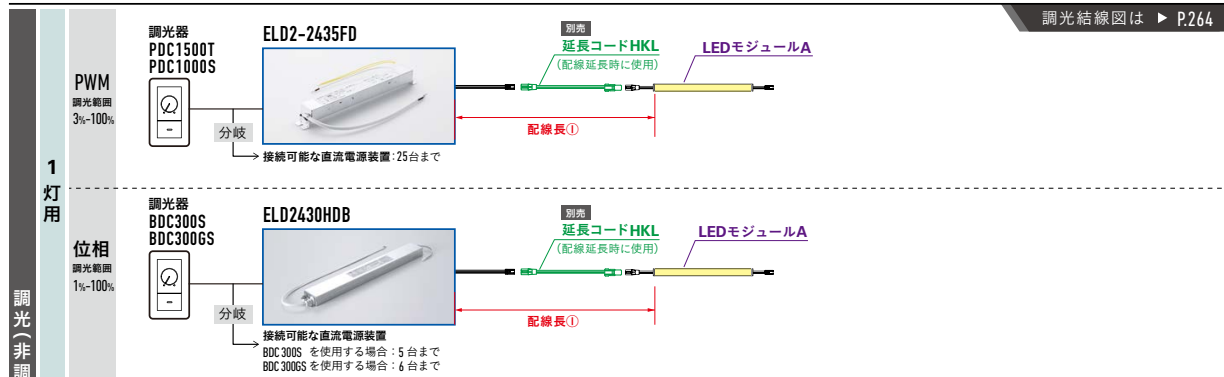 調光結線図は ▶ P.264
調光(非調
1灯用
PWM
調光範囲
3%-100%
調光器
PDC1500T
PDC1000S
分岐
ELD2-2435FD
接続可能な直流電源装置:25台まで
別売
延長コードHKL
(配線延長時に使用)
LEDモジュールA
配線長①
位相
調光範囲
1%-100%
調光器
BDC300S
BDC300GS
分岐
ELD2430HDB
接続可能な直流電源装置
BDC300S を使用する場合:5台まで
BDC300GS を使用する場合:6台まで
別売
延長コードHKL
(配線延長時に使用)
LEDモジュールA
配線長①